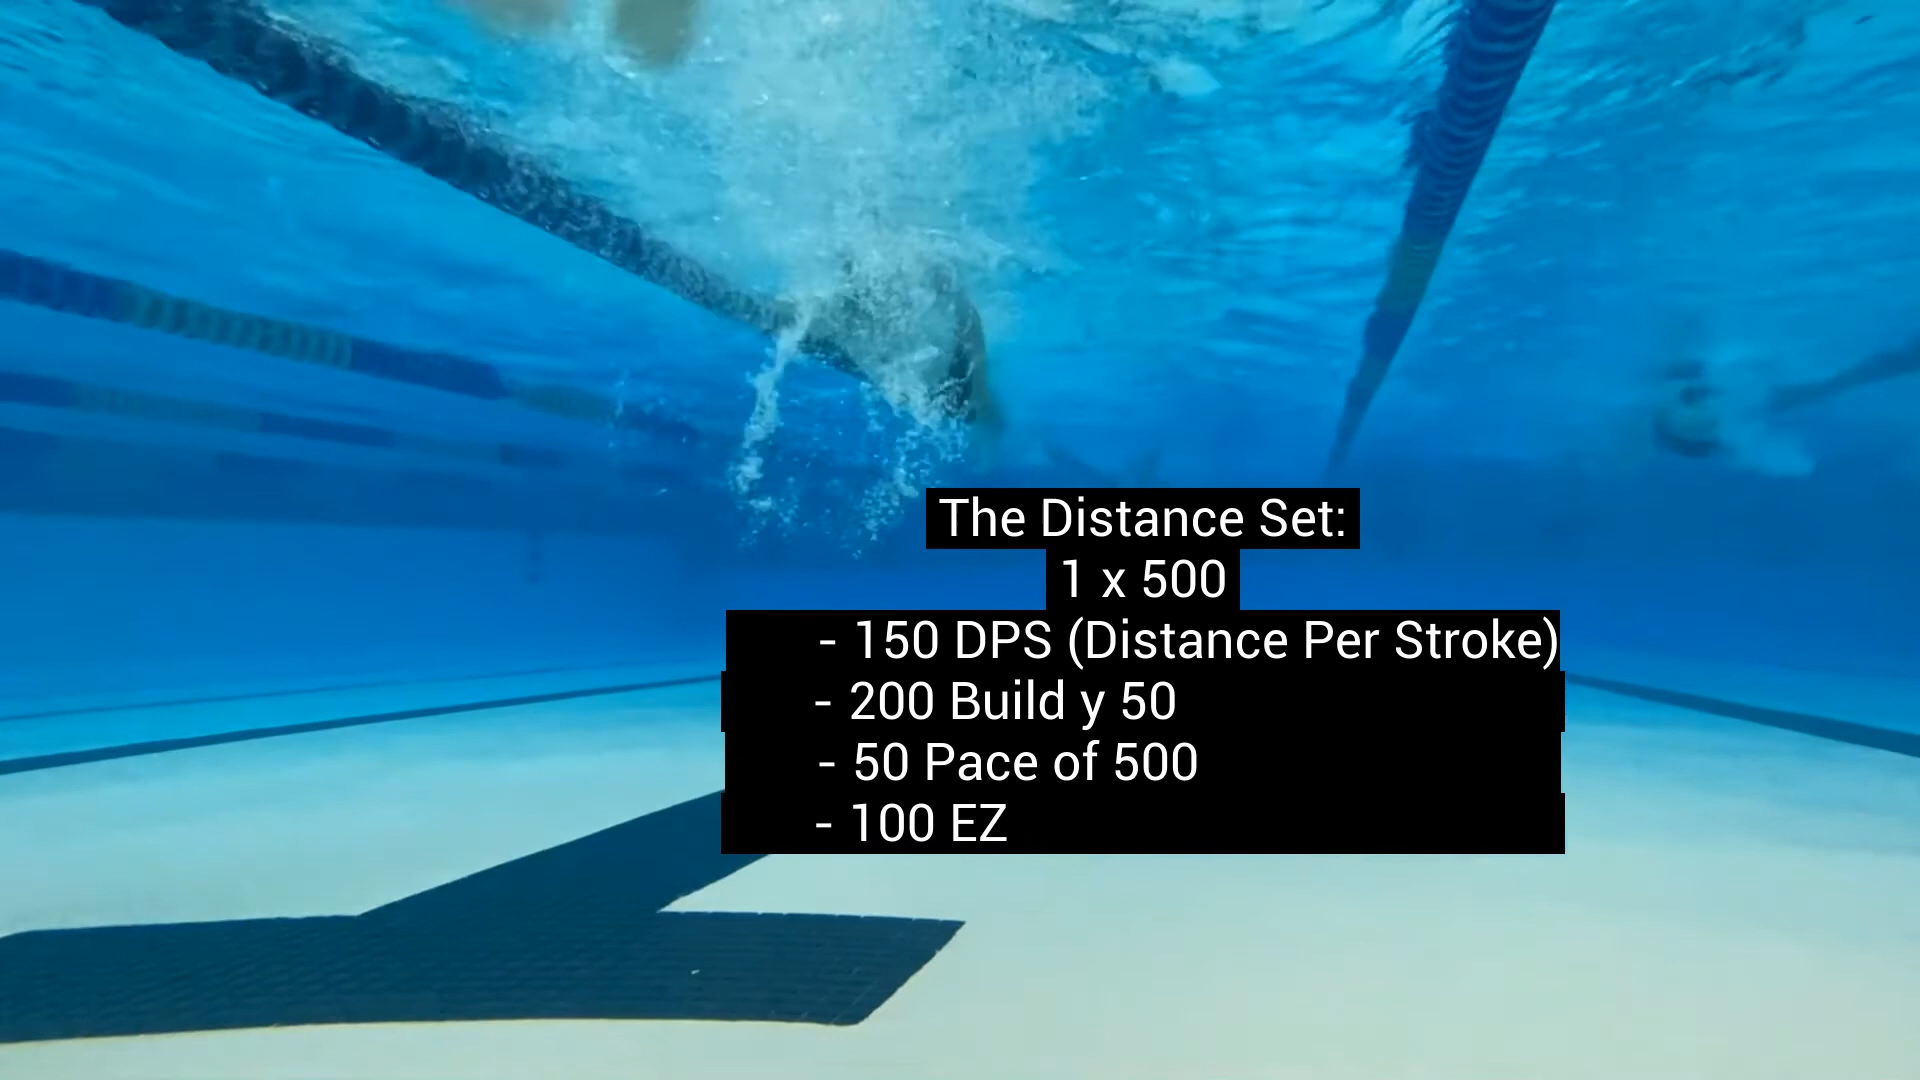 The Distance Set:
1 x 500
- 150 DPS (Distance Per Stroke)
- 200 Build y 50
- 50 Pace of 500
- 100 EZ